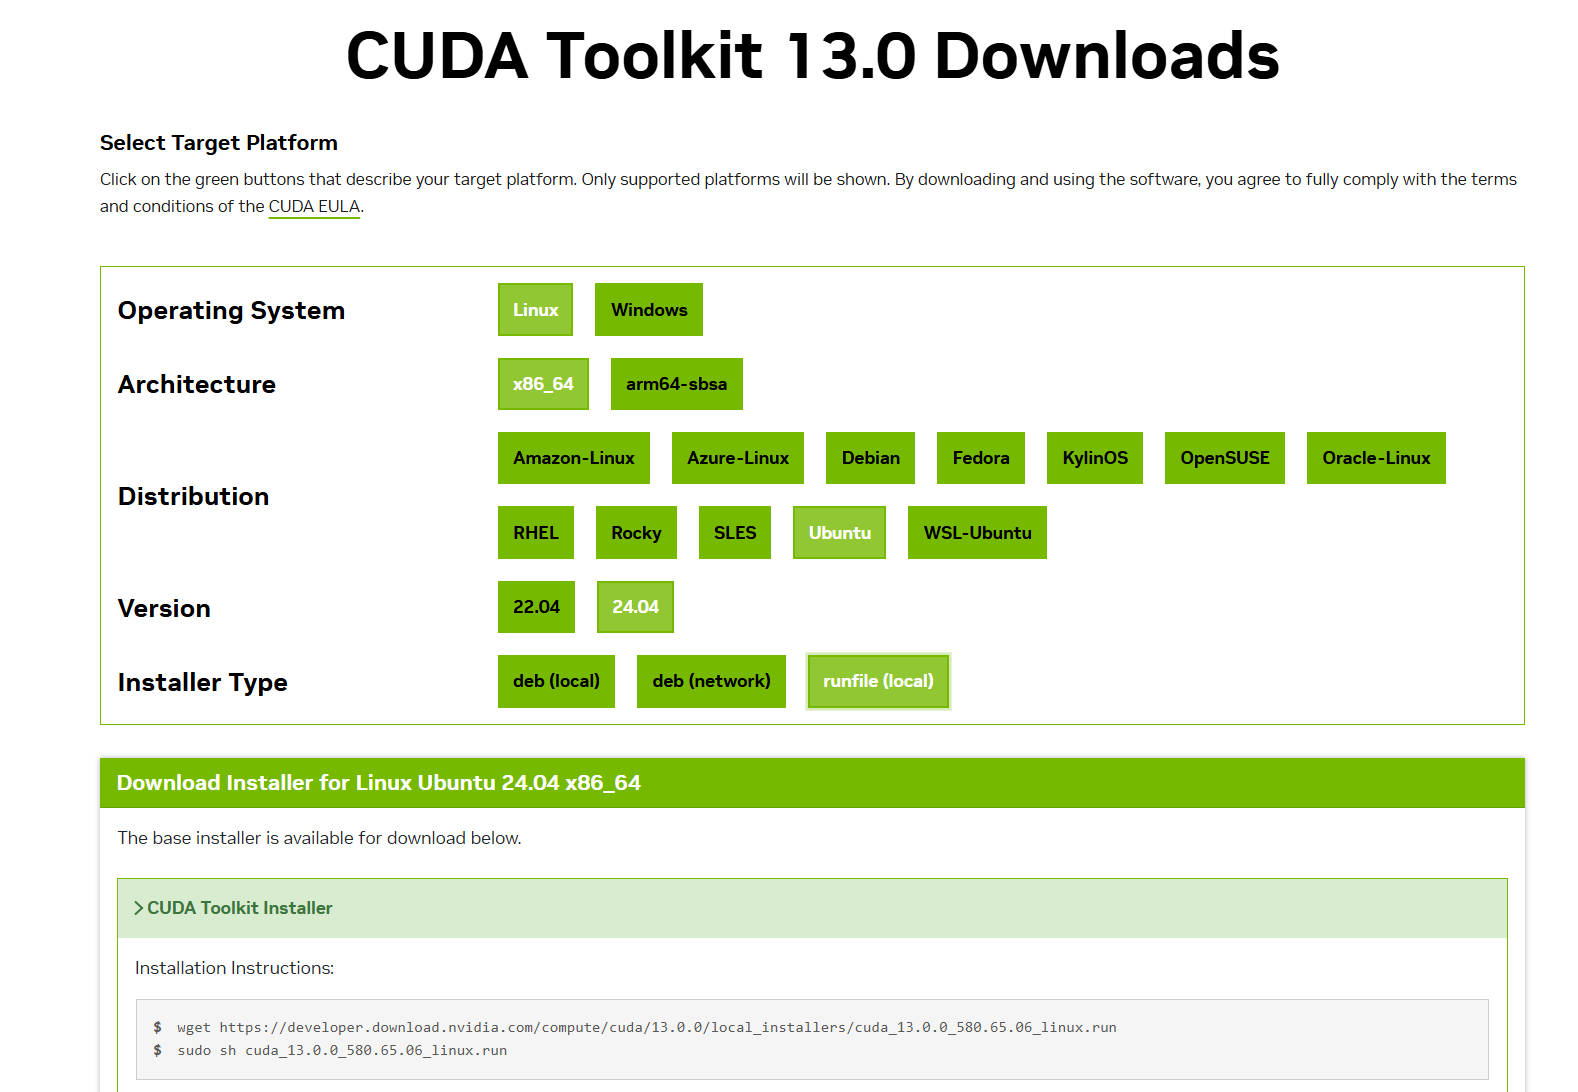 CUDA Toolkit 13.0 Downloads
Select Target Platform
Click on the green buttons that describe your target platform. Only supported platforms will be shown. By downloading and using the software, you agree to fully comply with the terms
and conditions of the CUDA EULA.
Operating System Linux Windows
Architecture x86_64 arm64-sbsa
Distribution
Amazon-Linux Azure-Linux Debian Fedora KylinOS OpenSUSE Oracle-Linux
RHEL Rocky SLES Ubuntu WSL-Ubuntu
Version 22.04 24.04
Installer Type deb (local) deb (network) runfile (local)
Download Installer for Linux Ubuntu 24.04 x86_64
The base installer is available for download below.
> CUDA Toolkit Installer
Installation Instructions:
$ wget https://developer.download.nvidia.com/compute/cuda/13.0.0/local_installers/cuda_13.0.0_580.65.06_linux.run
$ sudo sh cuda_13.0.0_580.65.06_linux.run